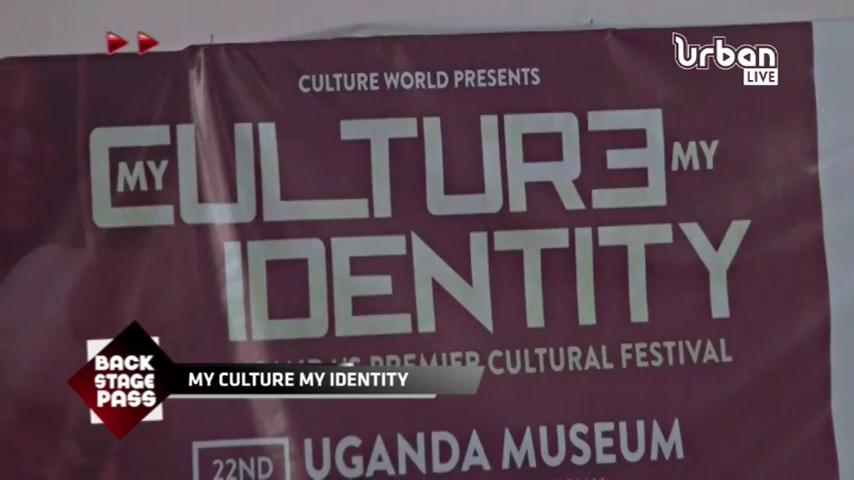 Urban
LIVE
CULTURE WORLD PRESENTS
MY CULTURE MY
IDENTITY
PREMIER CULTURAL FESTIVAL
BACK
STAGE
PASS
MY CULTURE MY IDENTITY
22ND UGANDA MUSEUM